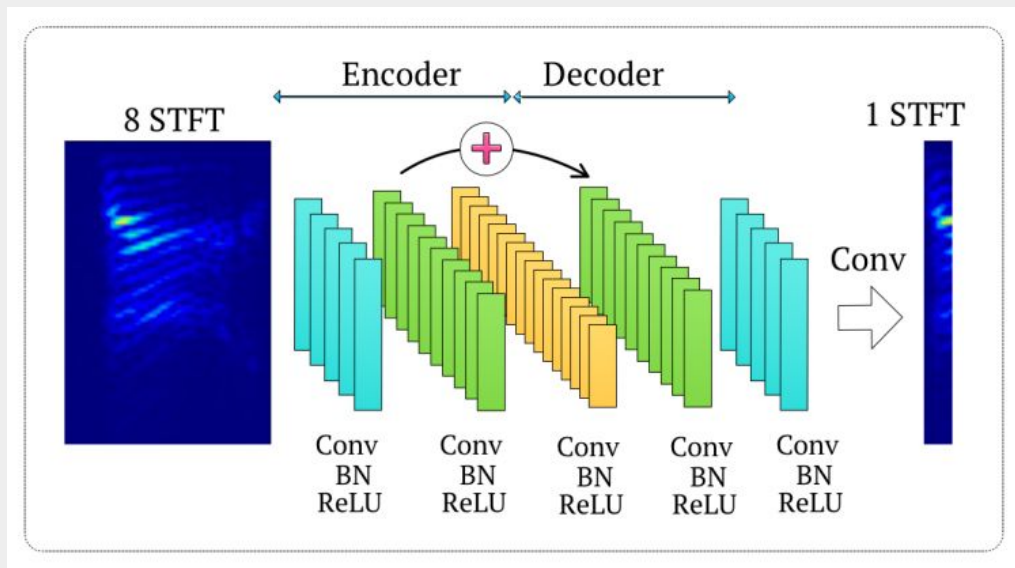 Encoder
Decoder
8 STFT
1 STFT
Conv
Conv
BN
ReLU
Conv
BN
ReLU
Conv
BN
ReLU
Conv
BN
ReLU
Conv
BN
ReLU